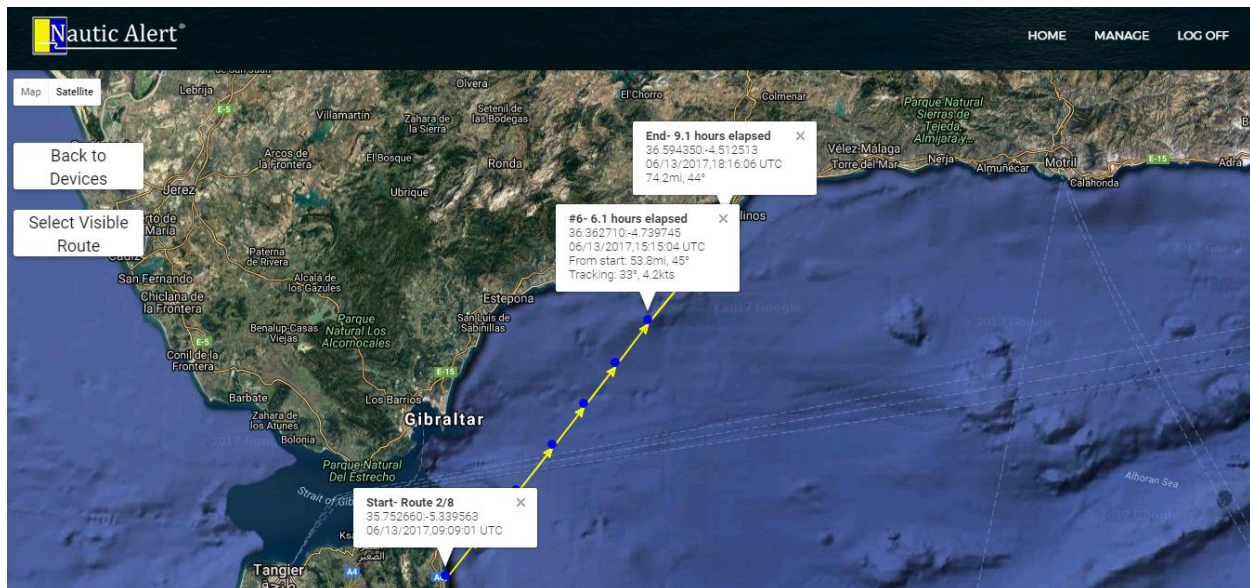 Nautic Alert®
HOME MANAGE LOG OFF
Map Satellite
Back to
Devices
Select Visible
Route
Lebrija
E-5
Villamartin
Olvera
Zahara de
la Sierra
Setenil de
las Bodegas
El Chorro
Colmenar
Parque Natural
Sierras de
Tejeda,
Almijara y...
End- 9.1 hours elapsed
36.594350:-4.512513
06/13/2017,18:16:06 UTC
74.2mi, 44°
Vélez-Málaga
Torre del Mar
Nerja
Almuñécar
Motril
Calahonda
E-15
Adra
Arcos de
la Frontera
El Bosque
Ronda
Jerez
Ubrique
#6- 6.1 hours elapsed
36.362710:-4.739745
06/13/2017,15:15:04 UTC
From start: 53.8mi, 45°
Tracking: 33°, 4.2kts
linos
Paterna
de Rivera
San Fernando
Alcalá de
los Gazules
Chiclana de
la Frontera
Estepona
Benalup-Casas
Viejas
Parque
Natural Los
Alcornocales
San Luis de
Sabinillas
E-5
Conil de la
Frontera
E-15
Barbate
Los Barrios
Zahara de
los Atunes
Gibraltar
Bolonia
Parque Natural
Del Estrecho
Strait of Gib
Start- Route 2/8
35.752660:-5.339563
06/13/2017,09:09:01 UTC
Alboran Sea
Tangier
طنجة
A4
القصر
الصغير
© 2017 Google